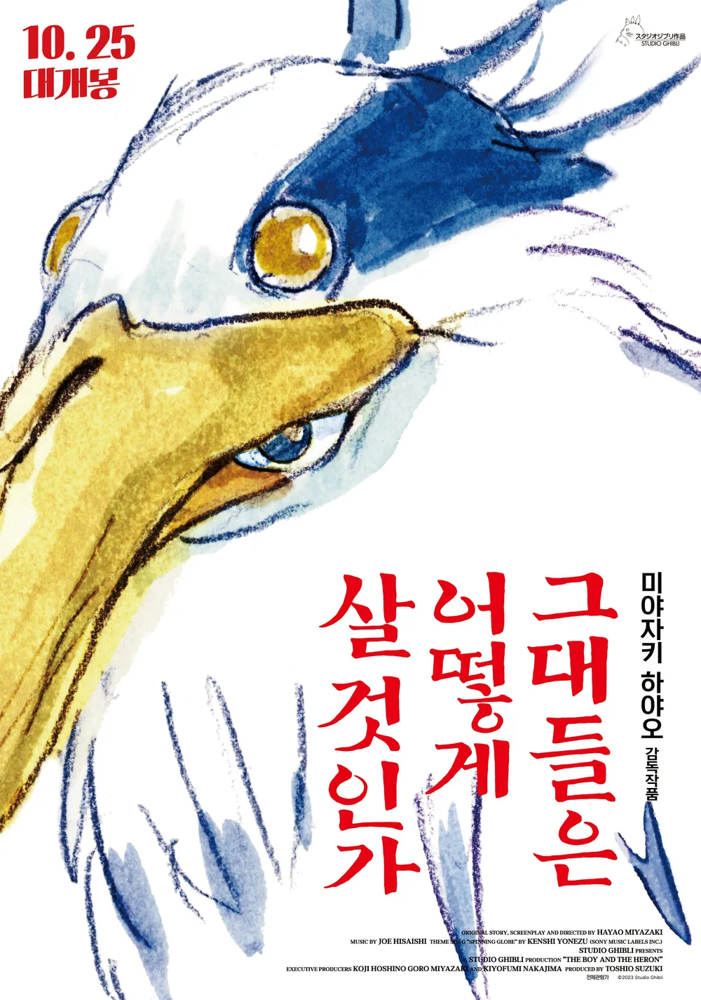 10. 25
대개봉
スタジオジブリ作品
STUDIO GHIBLI
미야자키 하야오 감독작품
그대들은
어떻게
살 것인가
ORIGINAL STORY, SCREENPLAY AND DIRECTED BY HAYAO MIYAZAKI
MUSIC BY JOE HISAISHI THEME SONG "SPINNING GLOBE" BY KENSHI YONEZU (SONY MUSIC LABELS INC.)
STUDIO GHIBLI PRESENTS
A STUDIO GHIBLI PRODUCTION "THE BOY AND THE HERON"
EXECUTIVE PRODUCERS KOJI HOSHINO GORO MIYAZAKI AND KIYOFUMI NAKAJIMA PRODUCED BY TOSHIO SUZUKI
전체관람가 ©2023 Studio Ghibli